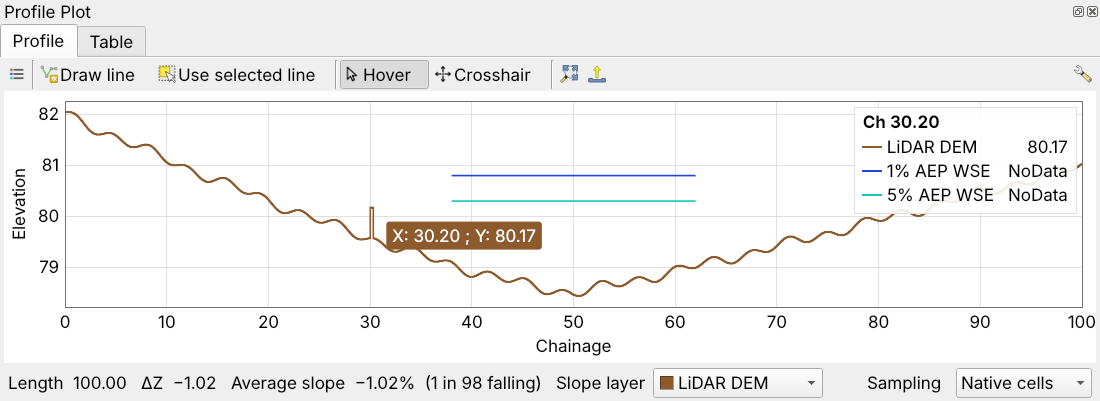 Profile Plot
Profile Table
Draw line Use selected line Hover Crosshair
82
81
80
79
Elevation
Ch 30.20
LiDAR DEM 80.17
1% AEP WSE NoData
5% AEP WSE NoData
X: 30.20 ; Y: 80.17
0 10 20 30 40 50 60 70 80 90 100
Chainage
Length 100.00 ΔZ −1.02 Average slope −1.02% (1 in 98 falling) Slope layer LiDAR DEM Sampling Native cells